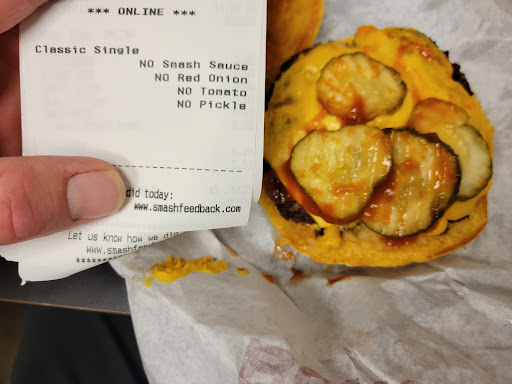 *** ONLINE ***
Classic Single
NO Smash Sauce
NO Red Onion
NO Tomato
NO Pickle
did today:
www.smashfeedback.com
Let us know how we did